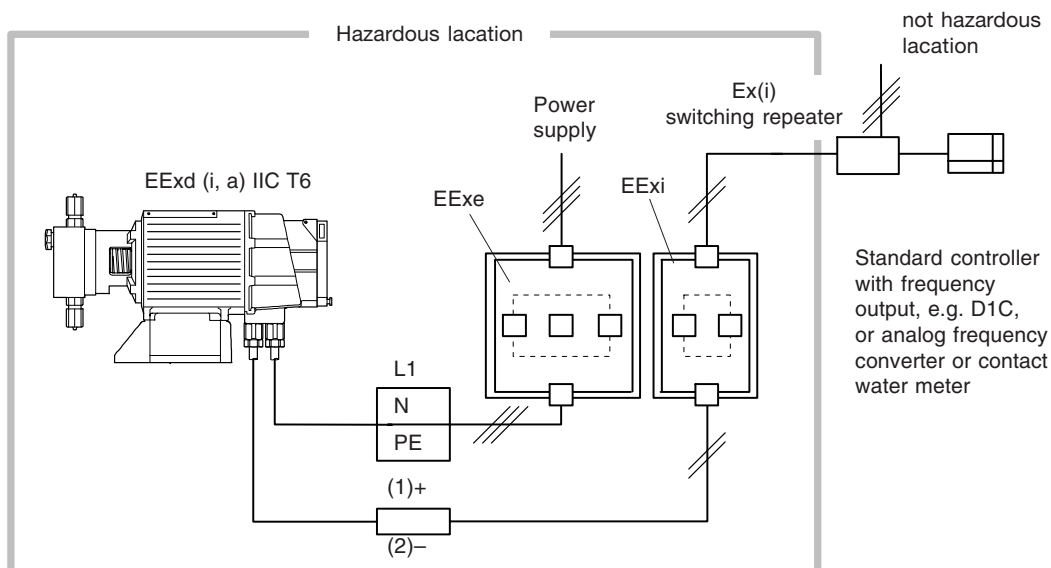 Hazardous lacation
not hazardous
lacation
Ex(i)
switching repeater
Power
supply
EExd (i, a) IIC T6
EExe
EExi
Standard controller
with frequency
output, e.g. D1C,
or analog frequency
converter or contact
water meter
L1
N
PE
(1)+
(2)–